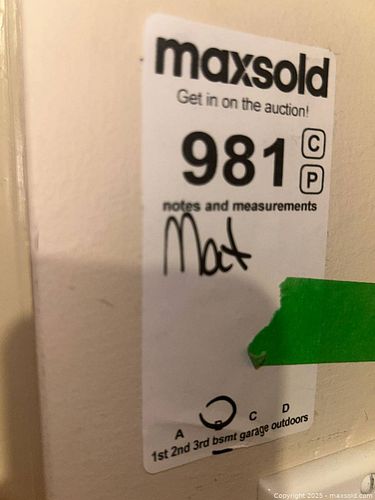 maxsold
Get in on the auction!
981 C
P
notes and measurements
Mat
A B C D
1st 2nd 3rd bsmt garage outdoors
Copyright 2025 - maxsold.com